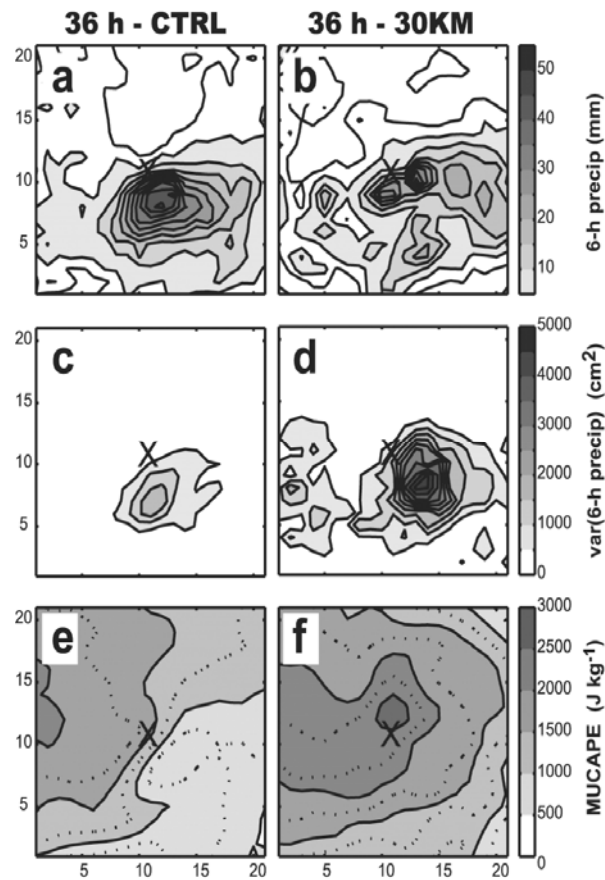 36 h - CTRL 36 h - 30KM
20
15
10
5
a
X
b
X
50
40
30
20
10
6-h precip (mm)
20
15
10
5
c
X
d
X
5000
4000
3000
2000
1000
0
var(6-h precip) (cm²)
20
15
10
5
e
X
f
X
3000
2500
2000
1500
1000
500
0
MUCAPE (J kg⁻¹)
5 10 15 20 5 10 15 20